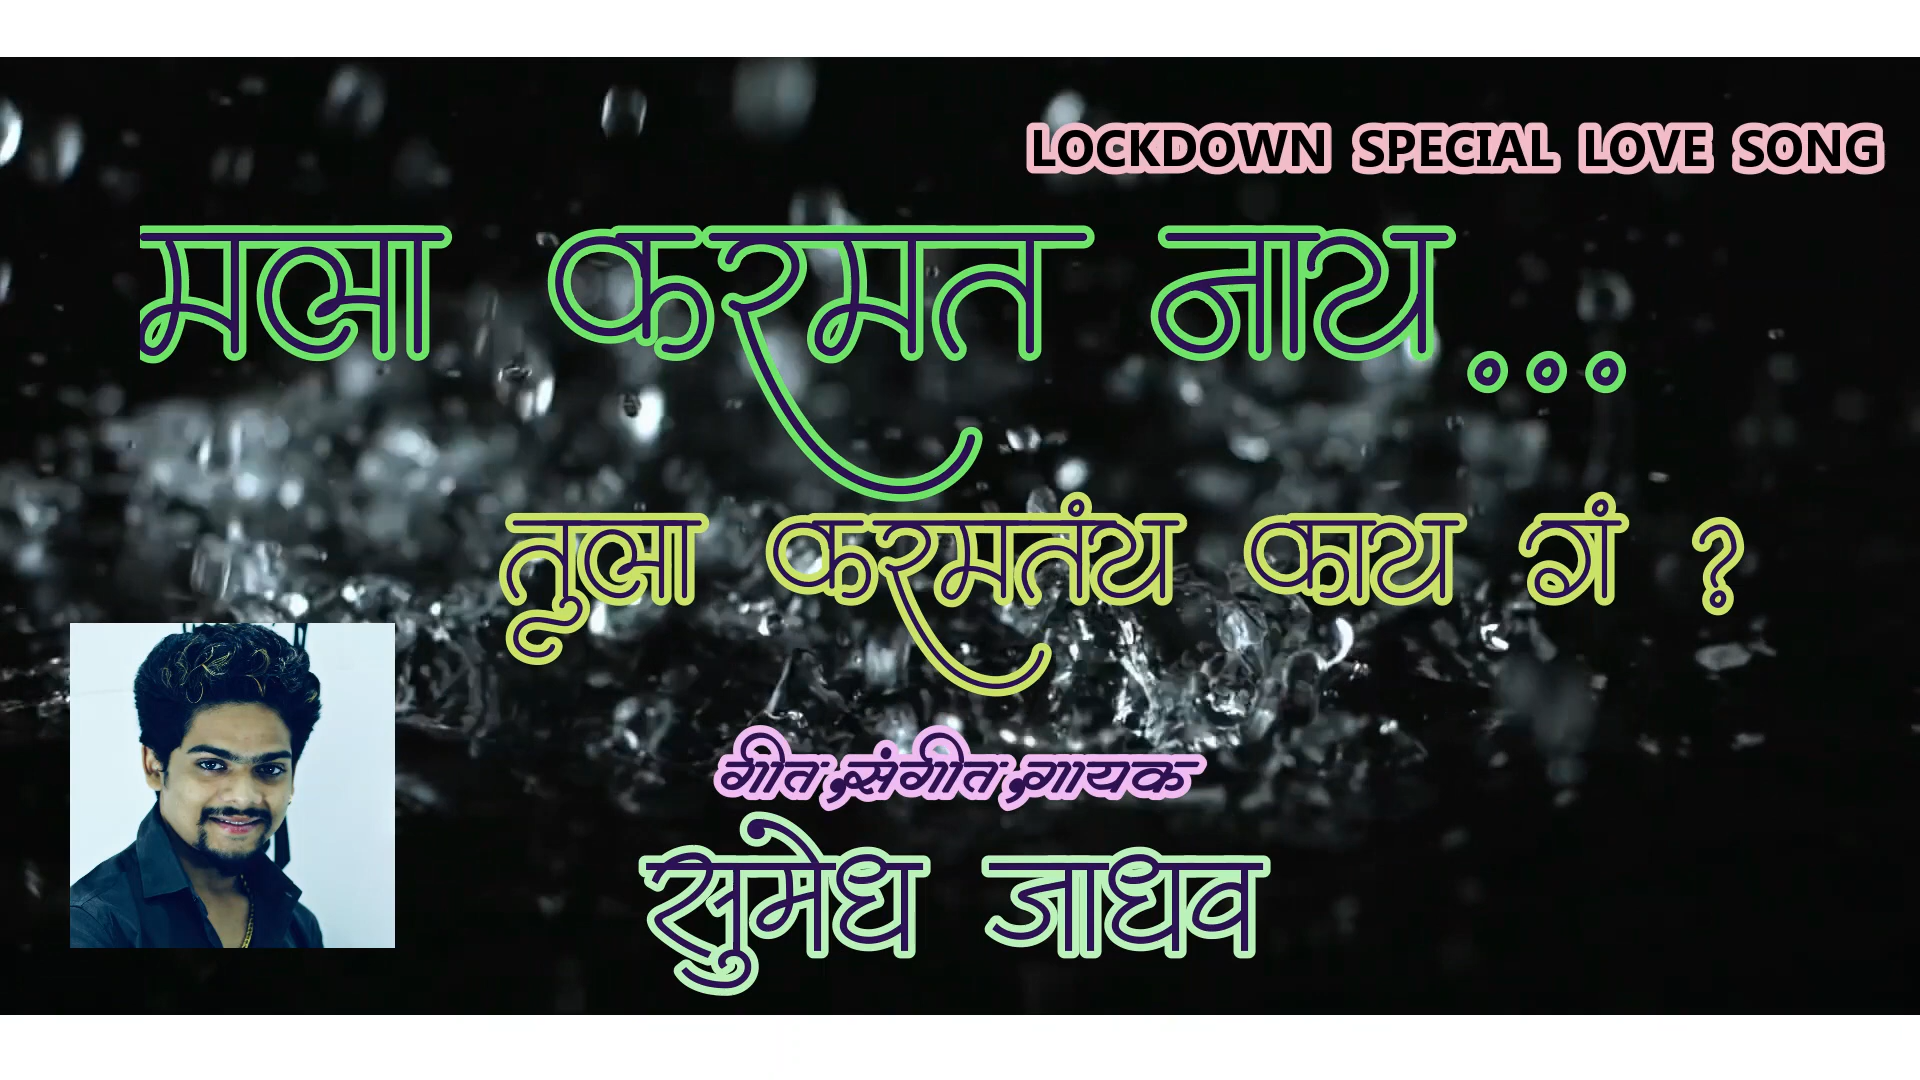 LOCKDOWN SPECIAL LOVE SONG
मला करमत नाय...
तुला करमतंय काय गं ?
गीत ,संगीत ,गायक
सुमेध जाधव